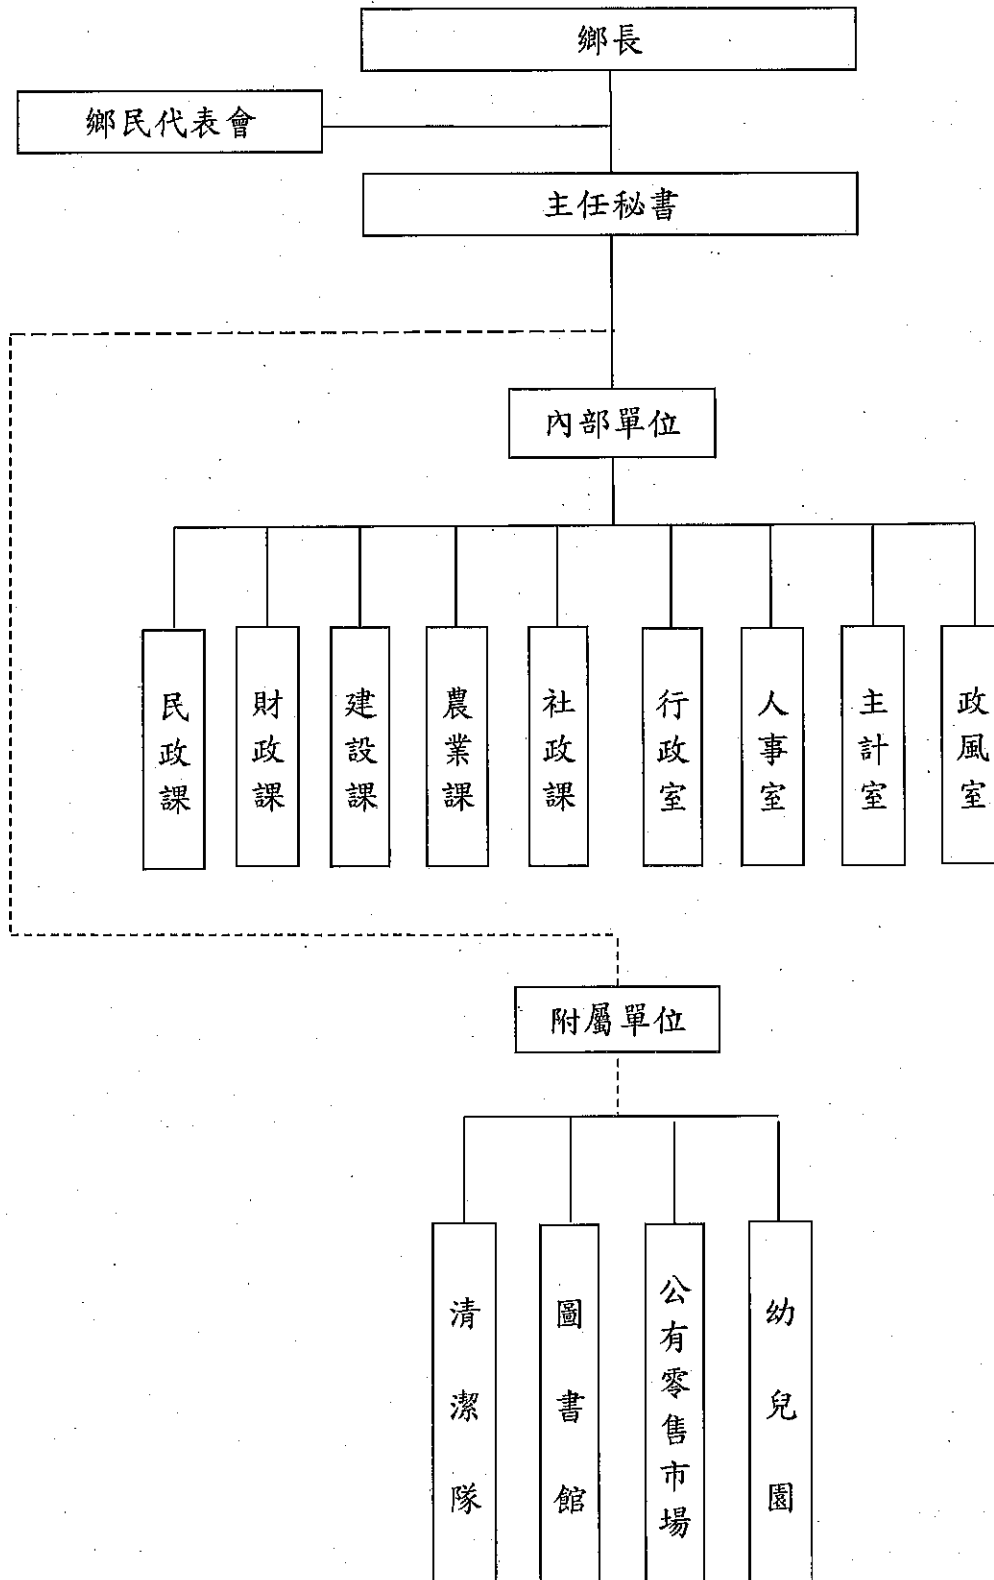 鄉長
鄉民代表會
主任秘書
內部單位
民政課
財政課
建設課
農業課
社政課
行政室
人事室
主計室
政風室
附屬單位
清潔隊
圖書館
公有零售市場
幼兒園